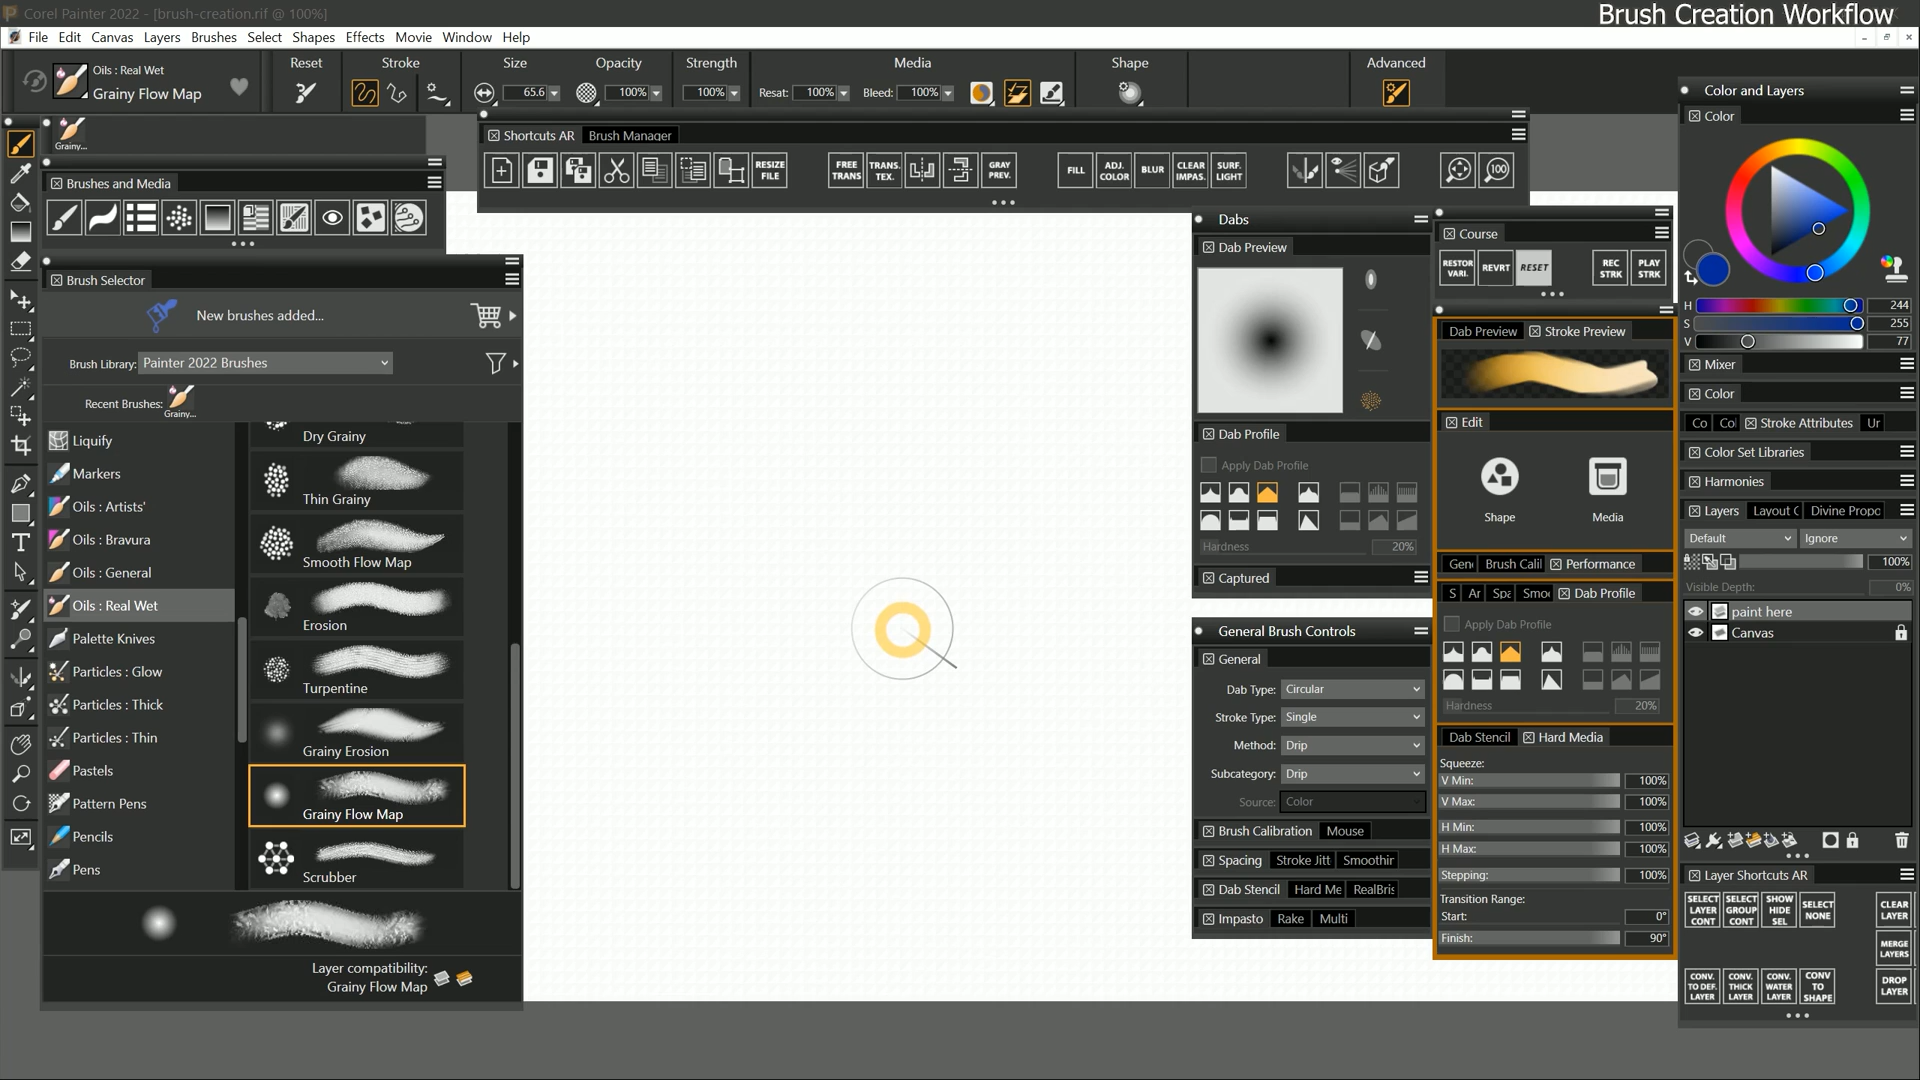 Corel Painter 2022 - [brush-creation.rif @ 100%]
Brush Creation Workflow
File Edit Canvas Layers Brushes Select Shapes Effects Movie Window Help
Oils : Real Wet
Grainy Flow Map
Reset
Stroke
Size
65.6
Opacity
100%
Strength
100%
Media
Resat: 100%
Bleed: 100%
Shape
Advanced
Grainy...
Brushes and Media
Shortcuts AR
Brush Manager
RESIZE FILE
FREE TRANS
TRANS. TEX.
GRAY PREV.
FILL
ADJ. COLOR
BLUR
CLEAR IMPAS.
SURF. LIGHT
100
Brush Selector
New brushes added...
Brush Library: Painter 2022 Brushes
Recent Brushes:
Grainy...
Liquify
Markers
Oils : Artists'
Oils : Bravura
Oils : General
Oils : Real Wet
Palette Knives
Particles : Glow
Particles : Thick
Particles : Thin
Pastels
Pattern Pens
Pencils
Pens
Dry Grainy
Thin Grainy
Smooth Flow Map
Erosion
Turpentine
Grainy Erosion
Grainy Flow Map
Scrubber
Layer compatibility:
Grainy Flow Map
Dabs
Dab Preview
Dab Profile
Apply Dab Profile
Hardness 20%
Captured
General Brush Controls
General
Dab Type: Circular
Stroke Type: Single
Method: Drip
Subcategory: Drip
Source: Color
Brush Calibration Mouse
Spacing Stroke Jitt Smoothin
Dab Stencil Hard Me RealBris
Impasto Rake Multi
Course
RESTOR VARI.
REVRT
RESET
REC STRK
PLAY STRK
Dab Preview Stroke Preview
Edit
Shape
Media
Gen Brush Cali Performance
S Ar Spa Smoo Dab Profile
Apply Dab Profile
Hardness 20%
Dab Stencil Hard Media
Squeeze:
V Min: 100%
V Max: 100%
H Min: 100%
H Max: 100%
Stepping: 100%
Transition Range:
Start: 0°
Finish: 90°
Color and Layers
Color
H 244
S 255
V 77
Mixer
Color
Co Col Stroke Attributes Ur
Color Set Libraries
Harmonies
Layers Layout C Divine Propo
Default Ignore
100%
Visible Depth: 0%
paint here
Canvas
Layer Shortcuts AR
SELECT LAYER CONT
SELECT GROUP CONT
SHOW HIDE SEL
SELECT NONE
CLEAR LAYER
MERGE LAYERS
CONV. TO DEF. LAYER
CONV. THICK LAYER
CONV. WATER LAYER
CONV TO SHAPE
DROP LAYER